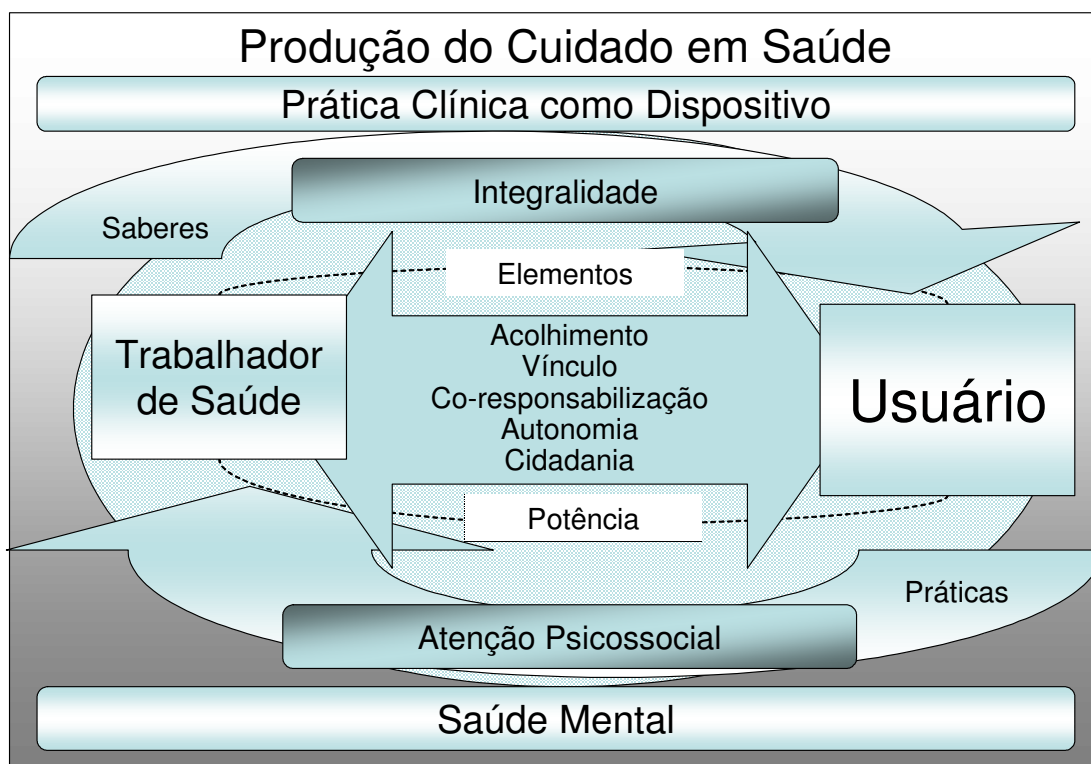 Produção do Cuidado em Saúde
Prática Clínica como Dispositivo
Integralidade
Saberes
Elementos
Trabalhador
de Saúde
Acolhimento
Vínculo
Co-responsabilização
Autonomia
Cidadania
Usuário
Potência
Práticas
Atenção Psicossocial
Saúde Mental